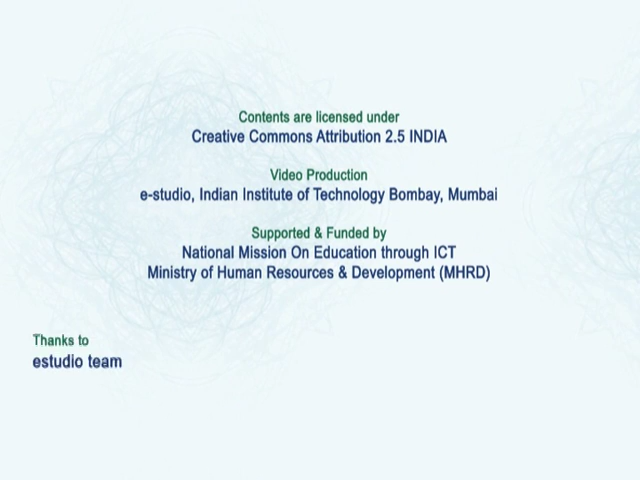 Contents are licensed under
Creative Commons Attribution 2.5 INDIA
Video Production
e-studio, Indian Institute of Technology Bombay, Mumbai
Supported & Funded by
National Mission On Education through ICT
Ministry of Human Resources & Development (MHRD)
Thanks to
estudio team